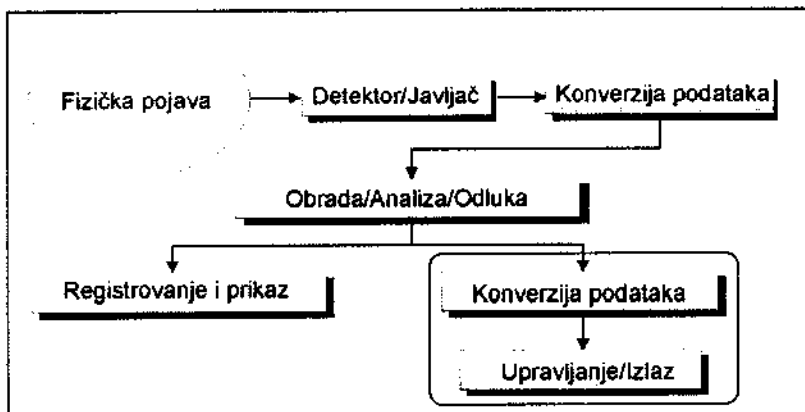 Fizička pojava
Detektor/Javljač
Konverzija podataka
Obrada/Analiza/Odluka
Registrovanje i prikaz
Konverzija podataka
Upravljanje/Izlaz